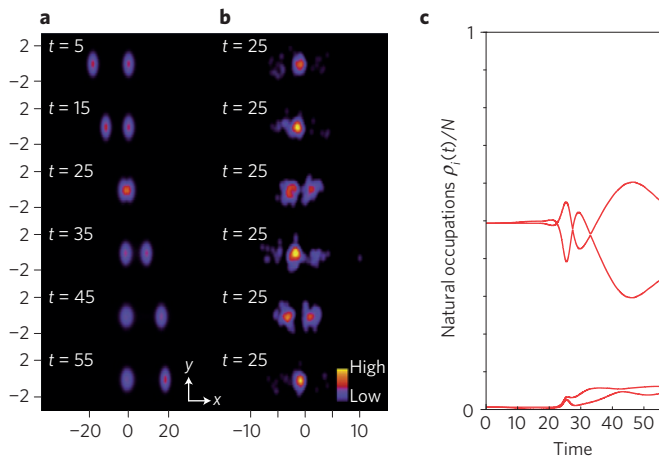 a
b
c
2
−2
2
−2
2
−2
2
−2
2
−2
2
−2
t = 5
t = 15
t = 25
t = 35
t = 45
t = 55
−20 0 20
t = 25
t = 25
t = 25
t = 25
t = 25
t = 25
y
x
High
Low
−10 0 10
1
0
Natural occupations ρi(t)/N
0 10 20 30 40 50
Time